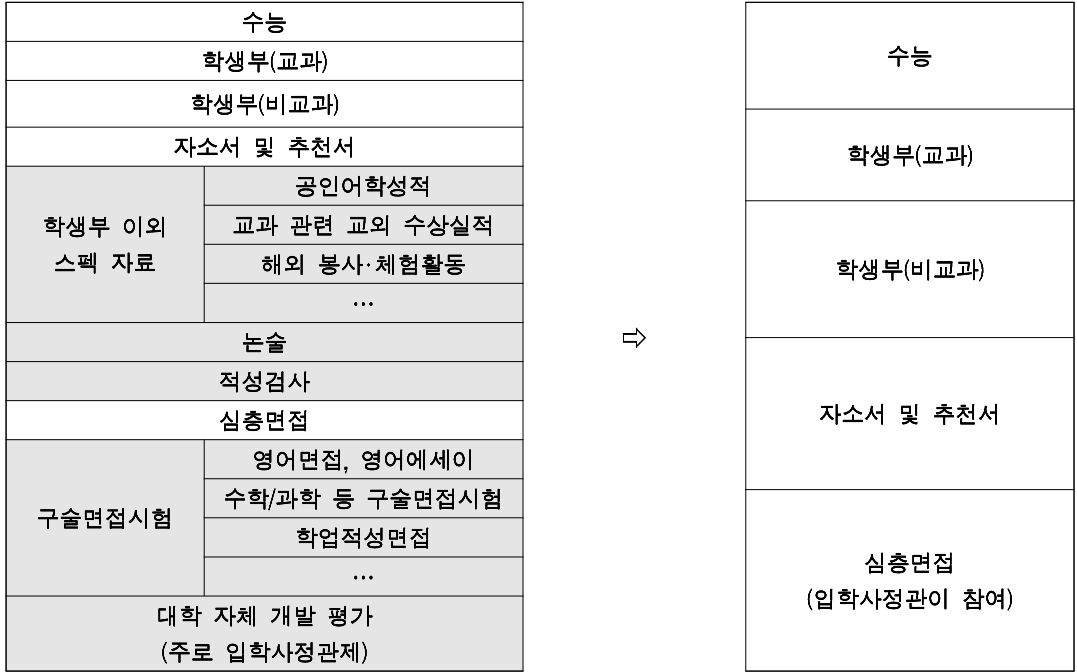 수능
학생부(교과)
학생부(비교과)
자소서 및 추천서
학생부 이외
스펙 자료
공인어학성적
교과 관련 교외 수상실적
해외 봉사·체험활동
…
논술
적성검사
심층면접
구술면접시험
영어면접, 영어에세이
수학/과학 등 구술면접시험
학업적성면접
…
대학 자체 개발 평가
(주로 입학사정관제)
⇨
수능
학생부(교과)
학생부(비교과)
자소서 및 추천서
심층면접
(입학사정관이 참여)